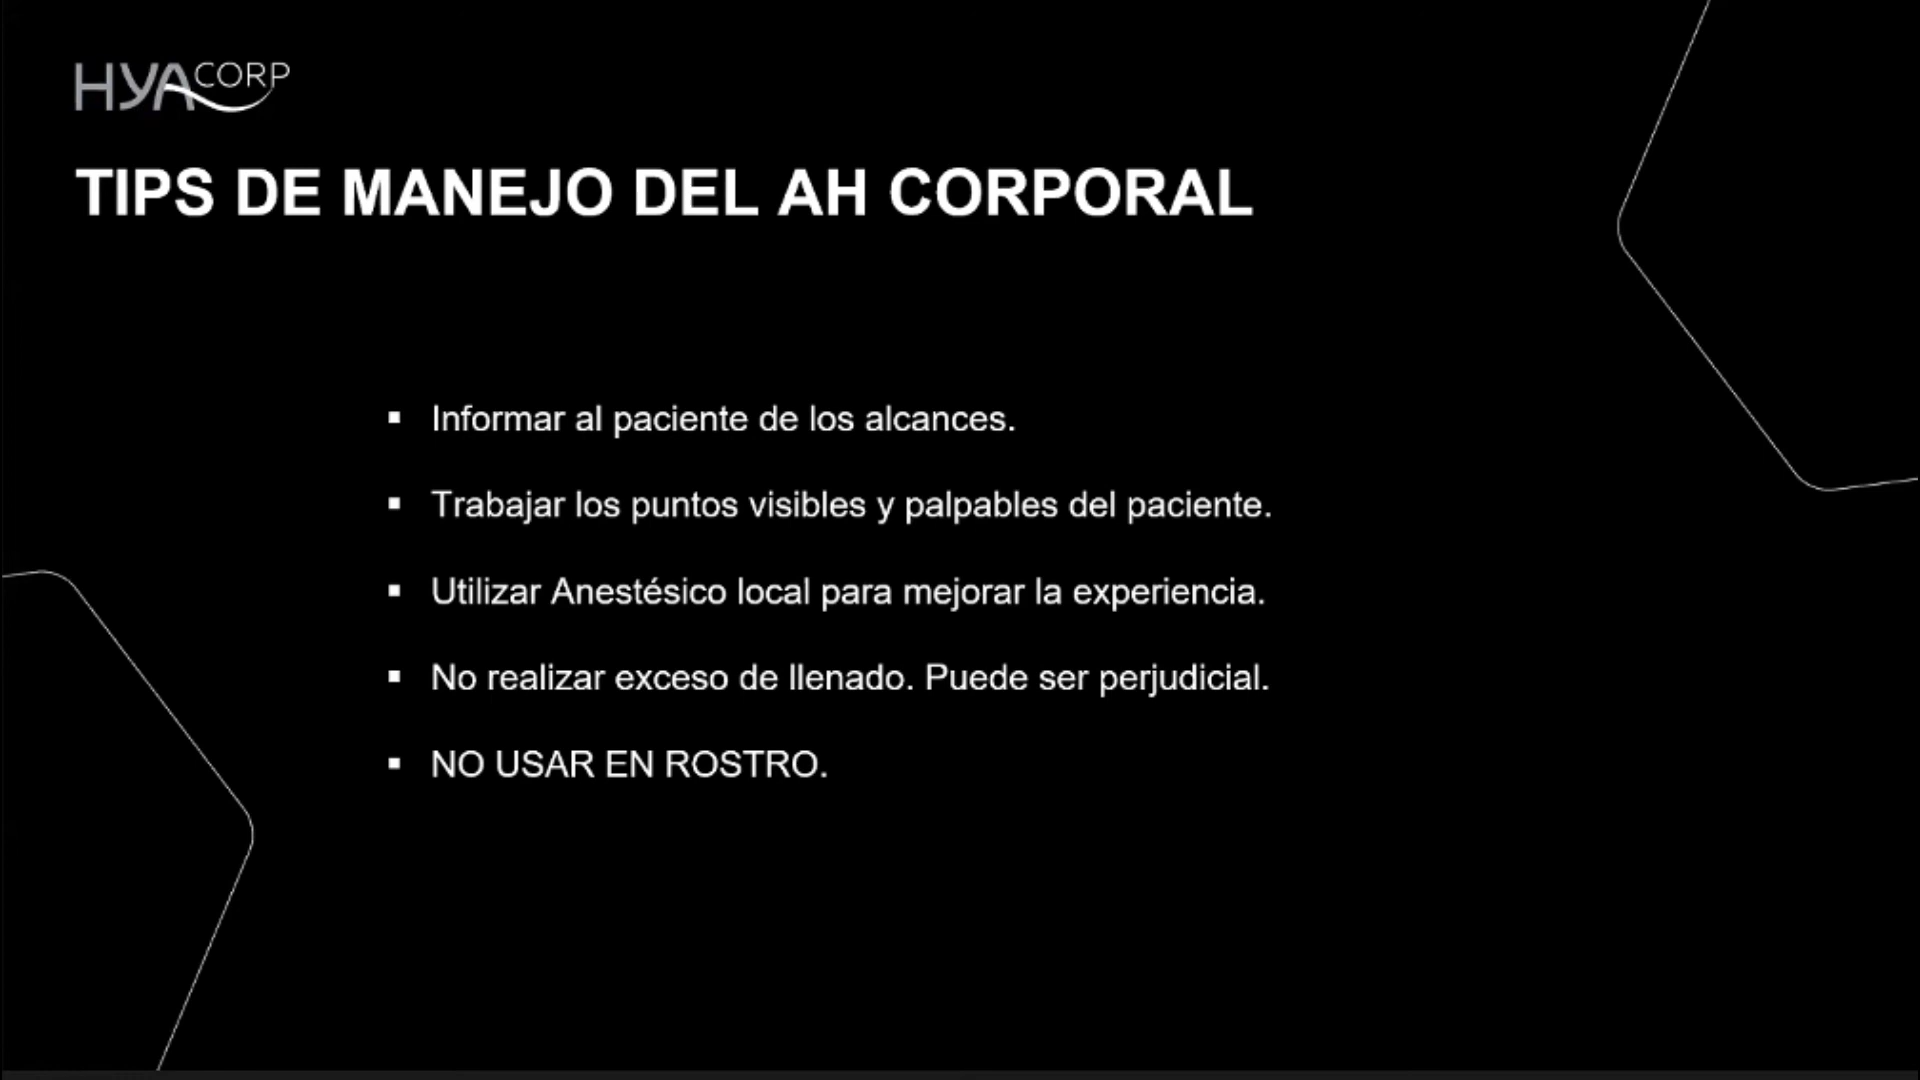 HYACORP
TIPS DE MANEJO DEL AH CORPORAL
▪ Informar al paciente de los alcances.
▪ Trabajar los puntos visibles y palpables del paciente.
▪ Utilizar Anestésico local para mejorar la experiencia.
▪ No realizar exceso de llenado. Puede ser perjudicial.
▪ NO USAR EN ROSTRO.